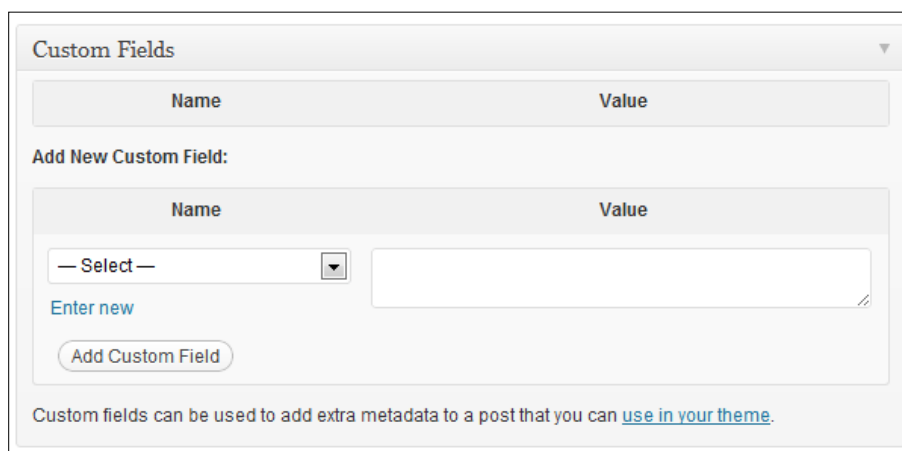 Custom Fields
Name Value
Add New Custom Field:
Name Value
— Select —
Enter new
Add Custom Field
Custom fields can be used to add extra metadata to a post that you can use in your theme.